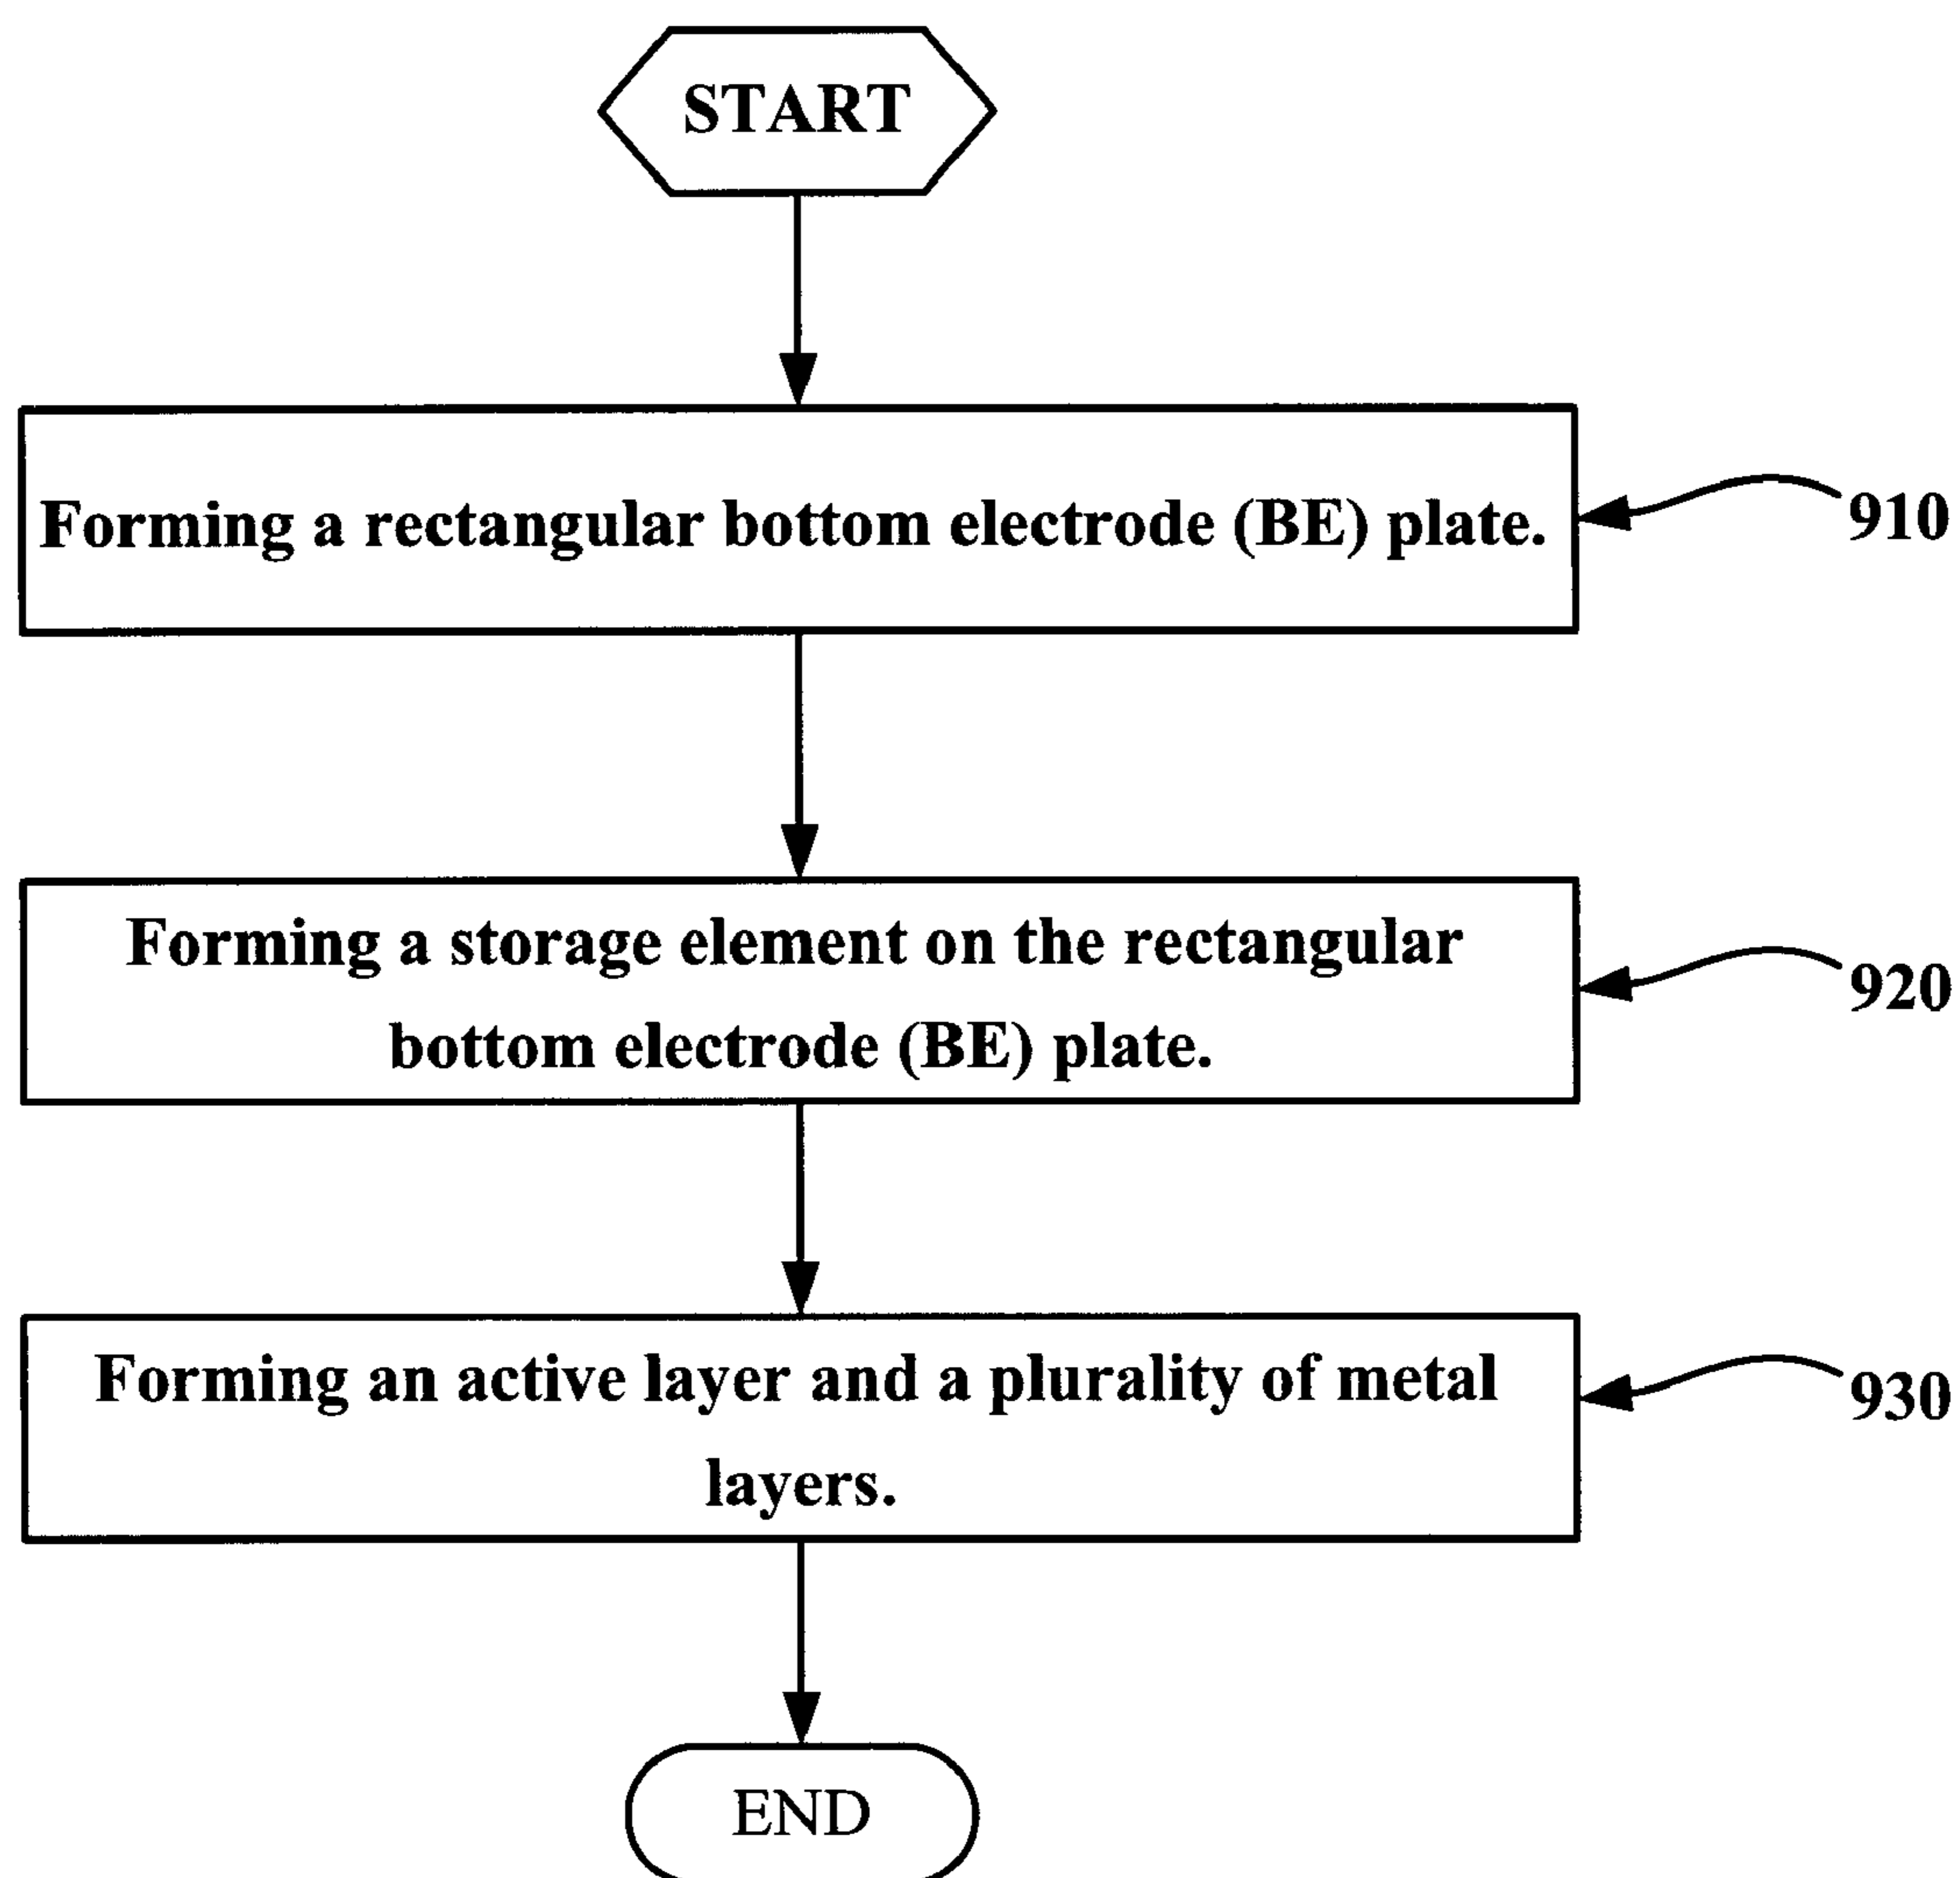 START
Forming a rectangular bottom electrode (BE) plate.
910
Forming a storage element on the rectangular
bottom electrode (BE) plate.
920
Forming an active layer and a plurality of metal
layers.
930
END